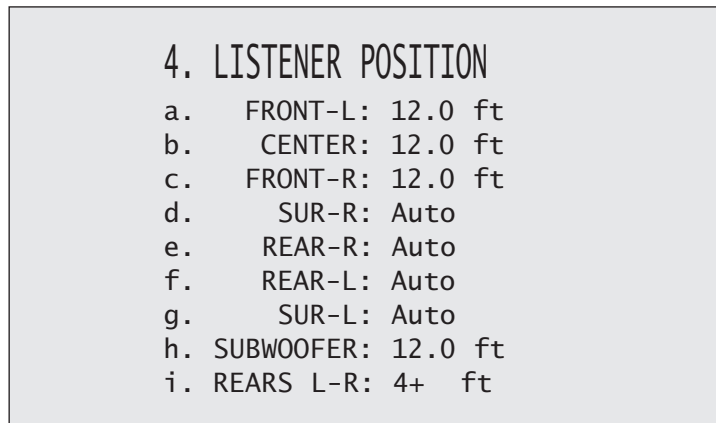 4. LISTENER POSITION
a. FRONT-L: 12.0 ft
b. CENTER: 12.0 ft
c. FRONT-R: 12.0 ft
d. SUR-R: Auto
e. REAR-R: Auto
f. REAR-L: Auto
g. SUR-L: Auto
h. SUBWOOFER: 12.0 ft
i. REARS L-R: 4+ ft